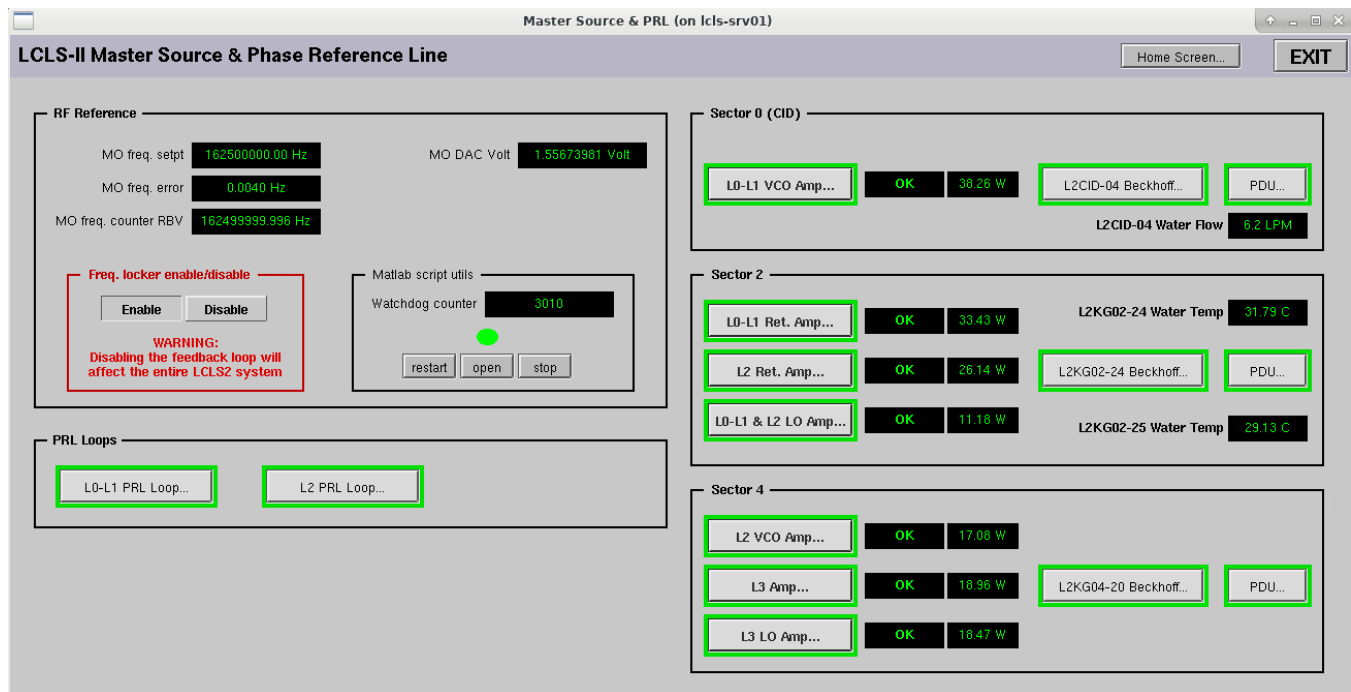 Master Source & PRL (on lcls-srv01)
LCLS-II Master Source & Phase Reference Line
Home Screen...
EXIT
RF Reference
MO freq. setpt 162500000.00 Hz
MO DAC Volt 1.55673981 Volt
MO freq. error 0.0040 Hz
MO freq. counter RBV 162499999.996 Hz
Freq. locker enable/disable
Enable Disable
WARNING:
Disabling the feedback loop will
affect the entire LCLS2 system
Matlab script utils
Watchdog counter 3010
restart open stop
PRL Loops
L0-L1 PRL Loop... L2 PRL Loop...
Sector 0 (CID)
L0-L1 VCO Amp... OK 38.26 W L2CID-04 Beckhoff... PDU...
L2CID-04 Water Flow 6.2 LPM
Sector 2
L0-L1 Ret. Amp... OK 33.43 W L2KG02-24 Water Temp 31.79 C
L2 Ret. Amp... OK 26.14 W L2KG02-24 Beckhoff... PDU...
L0-L1 & L2 LO Amp... OK 11.18 W L2KG02-25 Water Temp 29.13 C
Sector 4
L2 VCO Amp... OK 17.08 W
L3 Amp... OK 18.96 W L2KG04-20 Beckhoff... PDU...
L3 LO Amp... OK 18.47 W